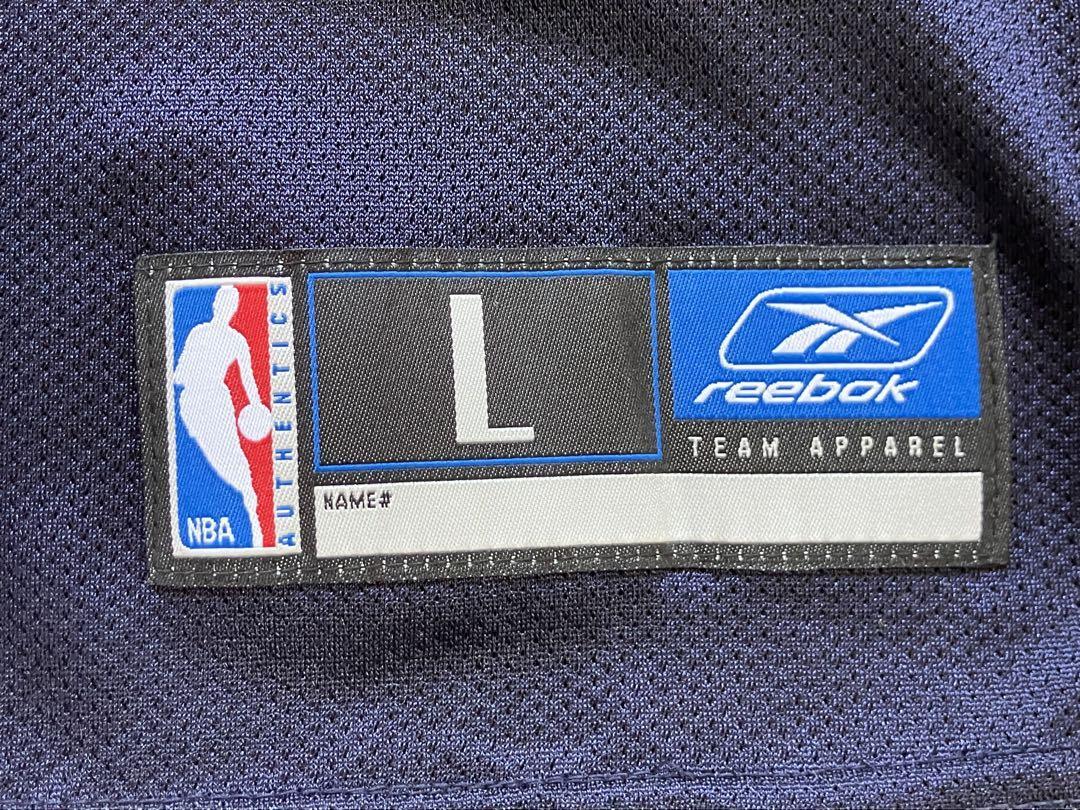 NBA
AUTHENTICS
L
reebok
TEAM APPAREL
NAME#